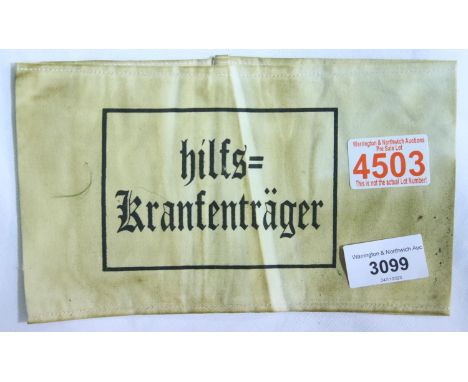 hilfs=
Krankenträger
Warrington & Northwich Auctions
Pre Sale Lot
4503
This is not the actual Lot Number!
Warrington & Northwich Auc
3099